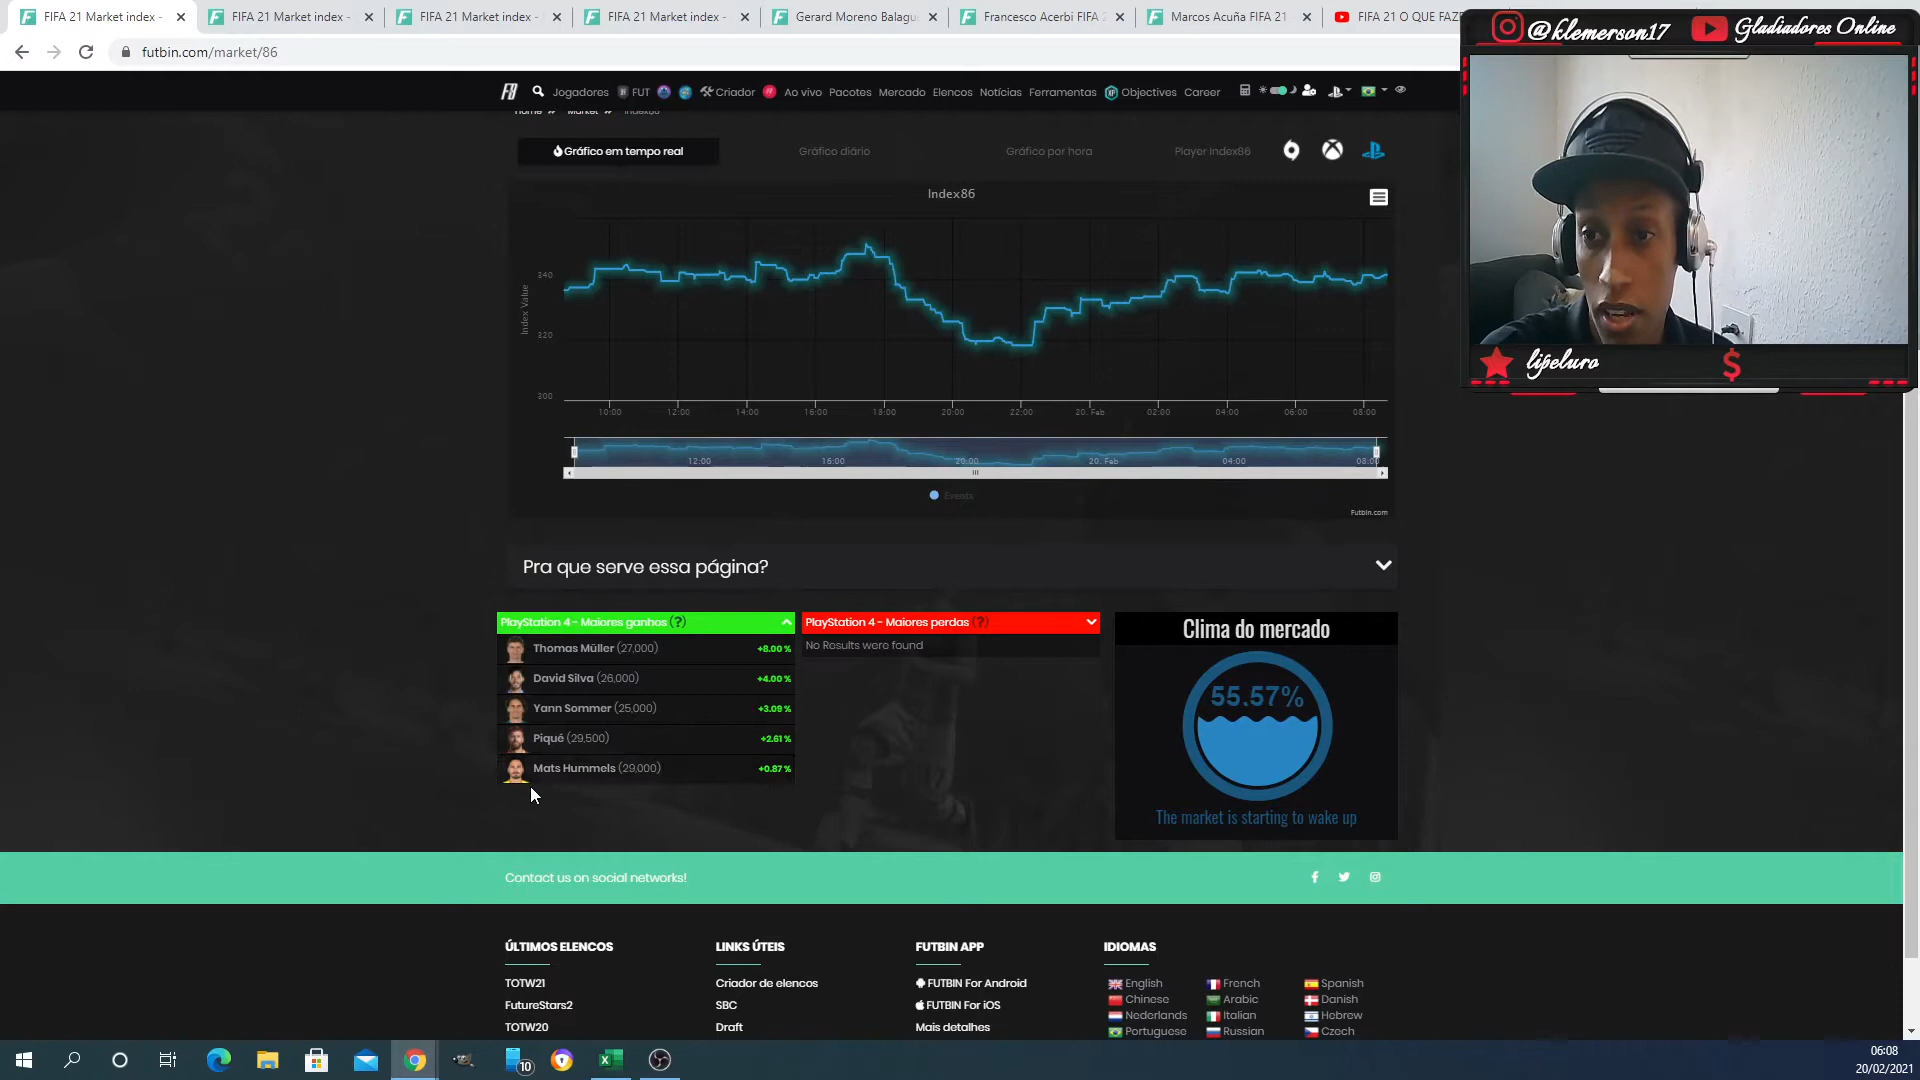 FIFA 21 Market index -
FIFA 21 Market index -
FIFA 21 Market index -
FIFA 21 Market index -
Gerard Moreno Balagu
Francesco Acerbi FIFA 2
Marcos Acuña FIFA 21
FIFA 21 O QUE FAZE
@klemerson17
Gladiadores Online
futbin.com/market/86
Jogadores
FUT
Criador
Ao vivo
Pacotes
Mercado
Elencos
Notícias
Ferramentas
Objectives
Career
Home » Market » Index86
Gráfico em tempo real
Gráfico diário
Gráfico por hora
Player Index86
Index86
Index Value
340
320
300
10:00 12:00 14:00 16:00 18:00 20:00 22:00 20. Feb 02:00 04:00 06:00 08:00
12:00 16:00 20:00 20. Feb 04:00 08:00
Events
Futbin.com
lipeluro
$
Pra que serve essa página?
PlayStation 4 - Maiores ganhos (?)
Thomas Müller (27,000) +8.00 %
David Silva (26,000) +4.00 %
Yann Sommer (25,000) +3.09 %
Piqué (29,500) +2.61 %
Mats Hummels (29,000) +0.87 %
PlayStation 4 - Maiores perdas (?)
No Results were found
Clima do mercado
55.57%
The market is starting to wake up
Contact us on social networks!
ÚLTIMOS ELENCOS
TOTW21
FutureStars2
TOTW20
LINKS ÚTEIS
Criador de elencos
SBC
Draft
FUTBIN APP
FUTBIN For Android
FUTBIN For iOS
Mais detalhes
IDIOMAS
English French Spanish
Chinese Arabic Danish
Nederlands Italian Hebrew
Portuguese Russian Czech
10
06:08
20/02/2021